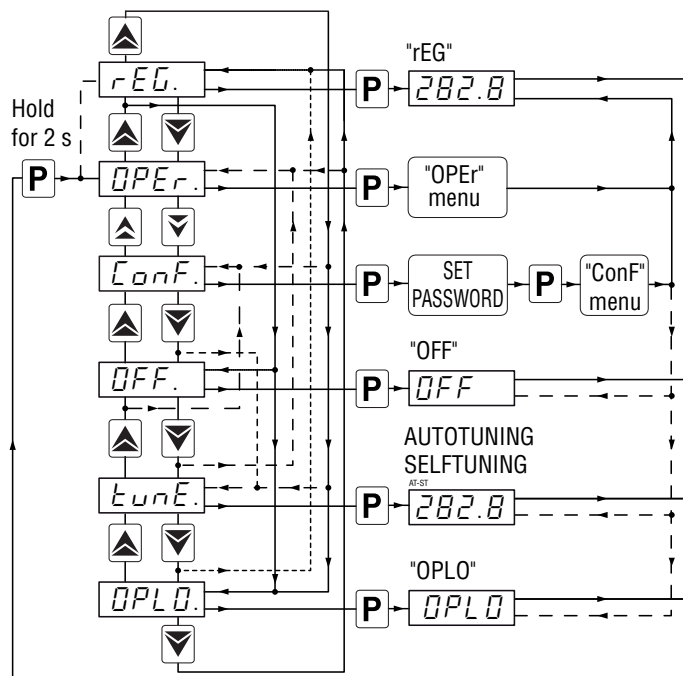 "rEG"
rEG.
P
282.8
Hold
for 2 s
P
OPEr.
P
"OPEr"
menu
ConF.
P
SET
PASSWORD
P
"ConF"
menu
"OFF"
OFF.
P
OFF
AUTOTUNING
SELFTUNING
AT-ST
tunE.
P
282.8
"OPLO"
OPLO.
P
OPLO